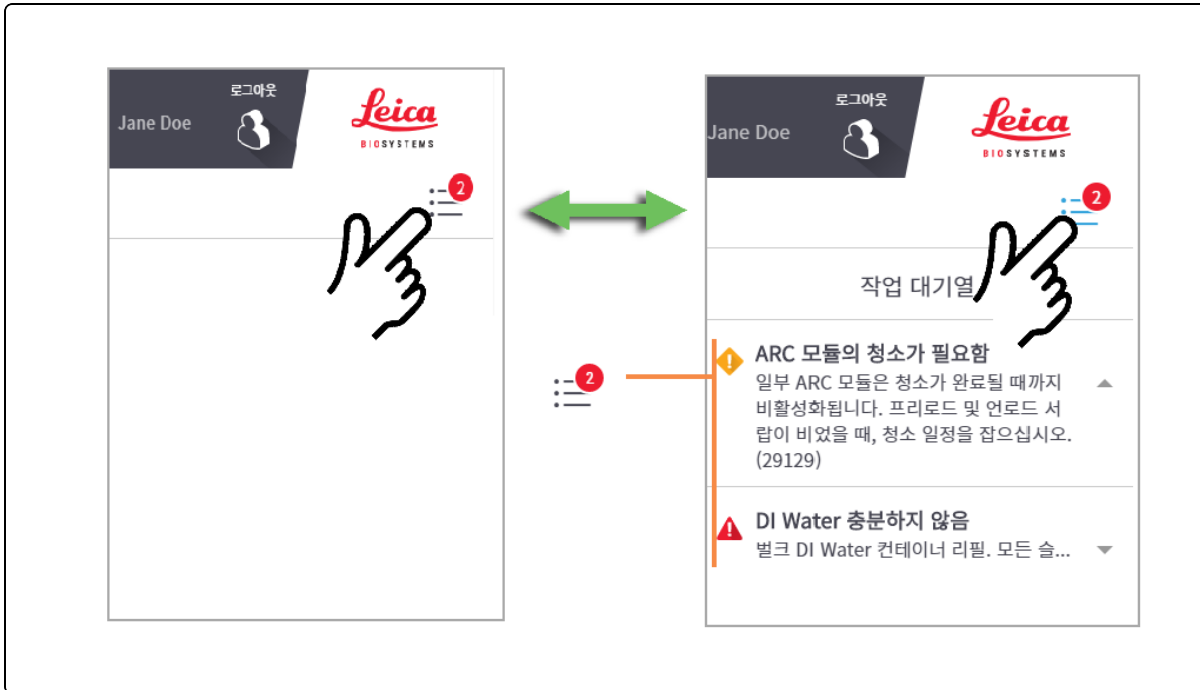 로그아웃
Jane Doe
Leica
BIOSYSTEMS
2
로그아웃
Jane Doe
Leica
BIOSYSTEMS
2
작업 대기열
2
ARC 모듈의 청소가 필요함
일부 ARC 모듈은 청소가 완료될 때까지
비활성화됩니다. 프리로드 및 언로드 서
랍이 비었을 때, 청소 일정을 잡으십시오.
(29129)
DI Water 충분하지 않음
벌크 DI Water 컨테이너 리필. 모든 슬...